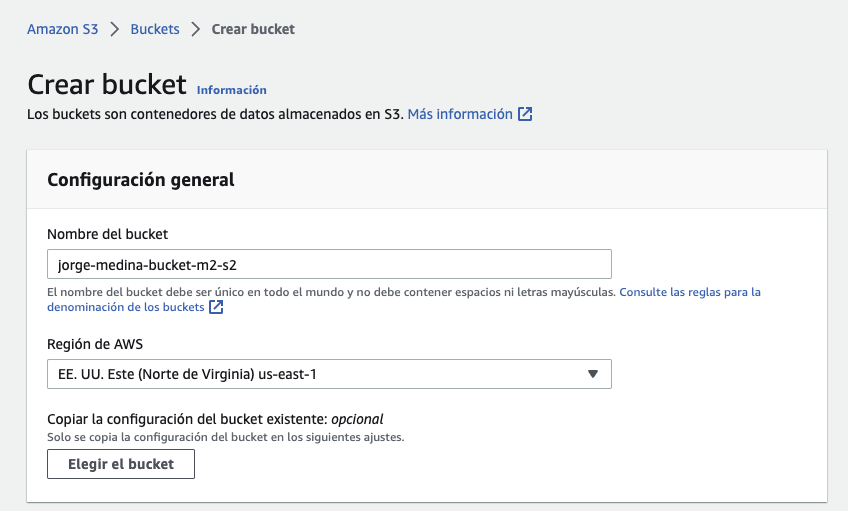 Amazon S3 > Buckets > Crear bucket
Crear bucket Información
Los buckets son contenedores de datos almacenados en S3. Más información
Configuración general
Nombre del bucket
jorge-medina-bucket-m2-s2
El nombre del bucket debe ser único en todo el mundo y no debe contener espacios ni letras mayúsculas. Consulte las reglas para la
denominación de los buckets
Región de AWS
EE. UU. Este (Norte de Virginia) us-east-1
Copiar la configuración del bucket existente: opcional
Solo se copia la configuración del bucket en los siguientes ajustes.
Elegir el bucket